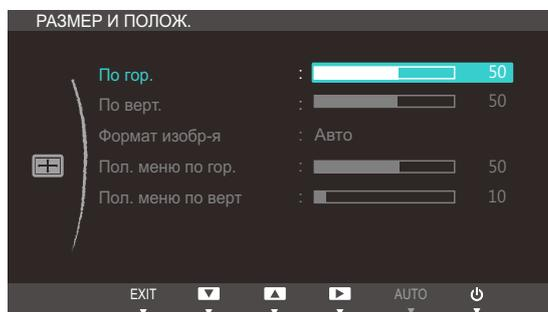 РАЗМЕР И ПОЛОЖ.
По гор. : 50
По верт. : 50
Формат изобр-я : Авто
Пол. меню по гор. : 50
Пол. меню по верт : 10
EXIT AUTO